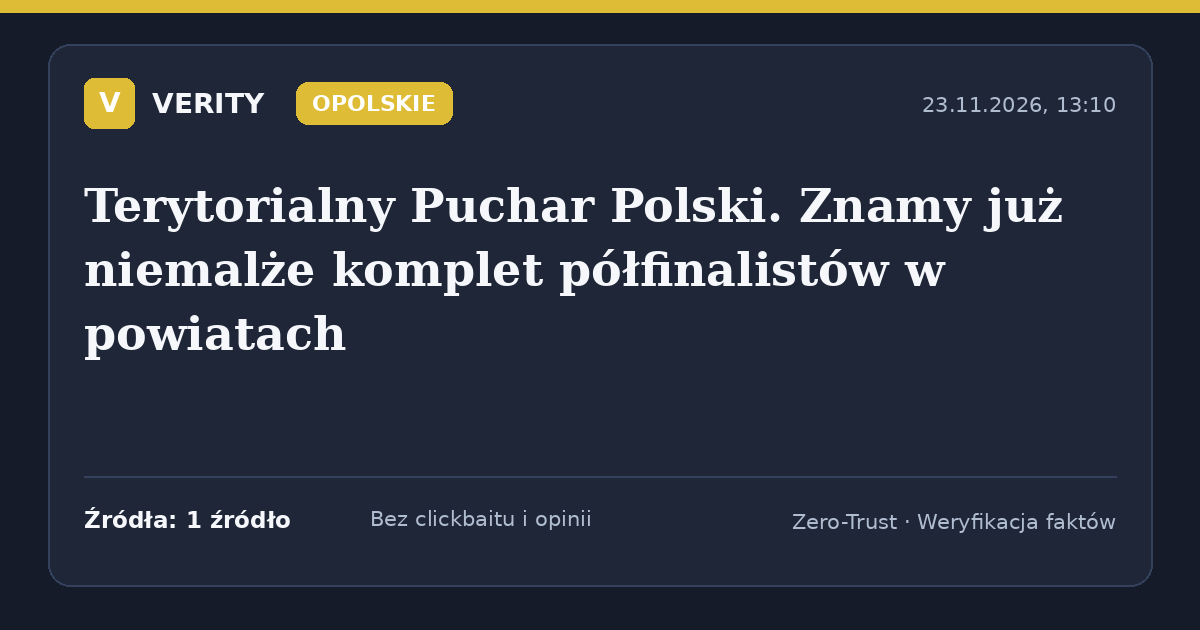 V VERITY OPOLSKIE 23.11.2026, 13:10
Terytorialny Puchar Polski. Znamy już
niemalże komplet półfinalistów w
powiatach
Źródła: 1 źródło Bez clickbaitu i opinii Zero-Trust · Weryfikacja faktów